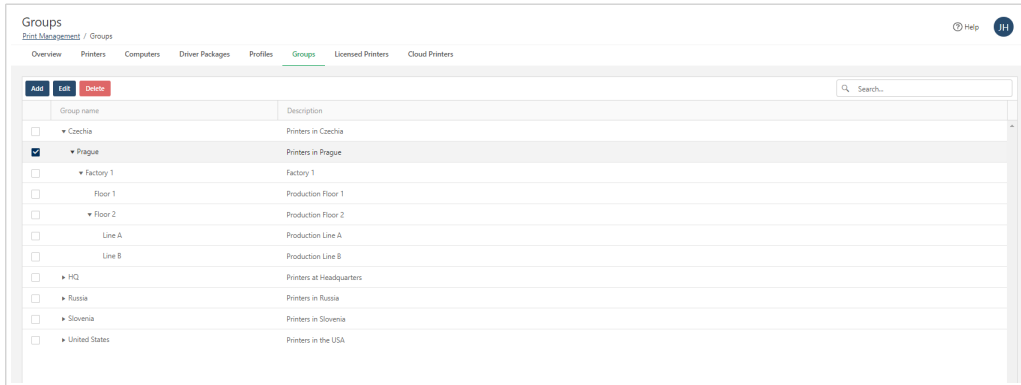 Groups
Print Management / Groups
Help
JH
Overview Printers Computers Driver Packages Profiles Groups Licensed Printers Cloud Printers
Add Edit Delete
Search...
Group name Description
Czechia Printers in Czechia
Prague Printers in Prague
Factory 1 Factory 1
Floor 1 Production Floor 1
Floor 2 Production Floor 2
Line A Production Line A
Line B Production Line B
HQ Printers at Headquarters
Russia Printers in Russia
Slovenia Printers in Slovenia
United States Printers in the USA